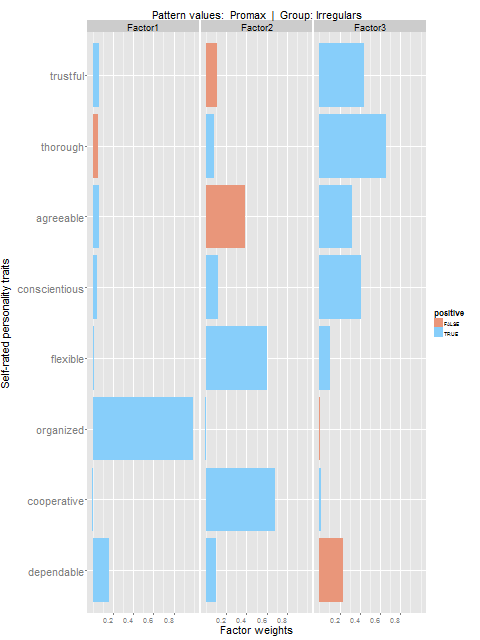 Pattern values: Promax | Group: Irregulars
Factor1 Factor2 Factor3
trustful
thorough
agreeable
conscientious
flexible
organized
cooperative
dependable
Self-rated personality traits
0.2 0.4 0.6 0.8 0.2 0.4 0.6 0.8 0.2 0.4 0.6 0.8
Factor weights
positive
FALSE
TRUE